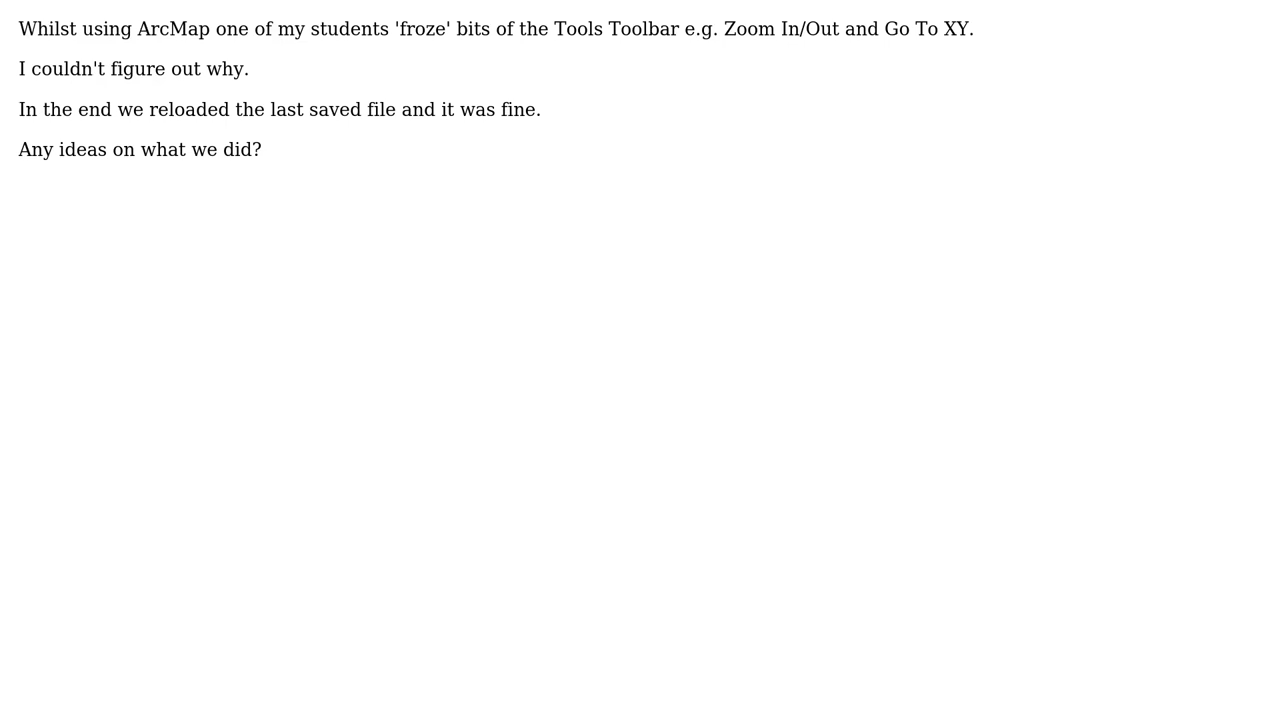 Whilst using ArcMap one of my students 'froze' bits of the Tools Toolbar e.g. Zoom In/Out and Go To XY.
I couldn't figure out why.
In the end we reloaded the last saved file and it was fine.
Any ideas on what we did?